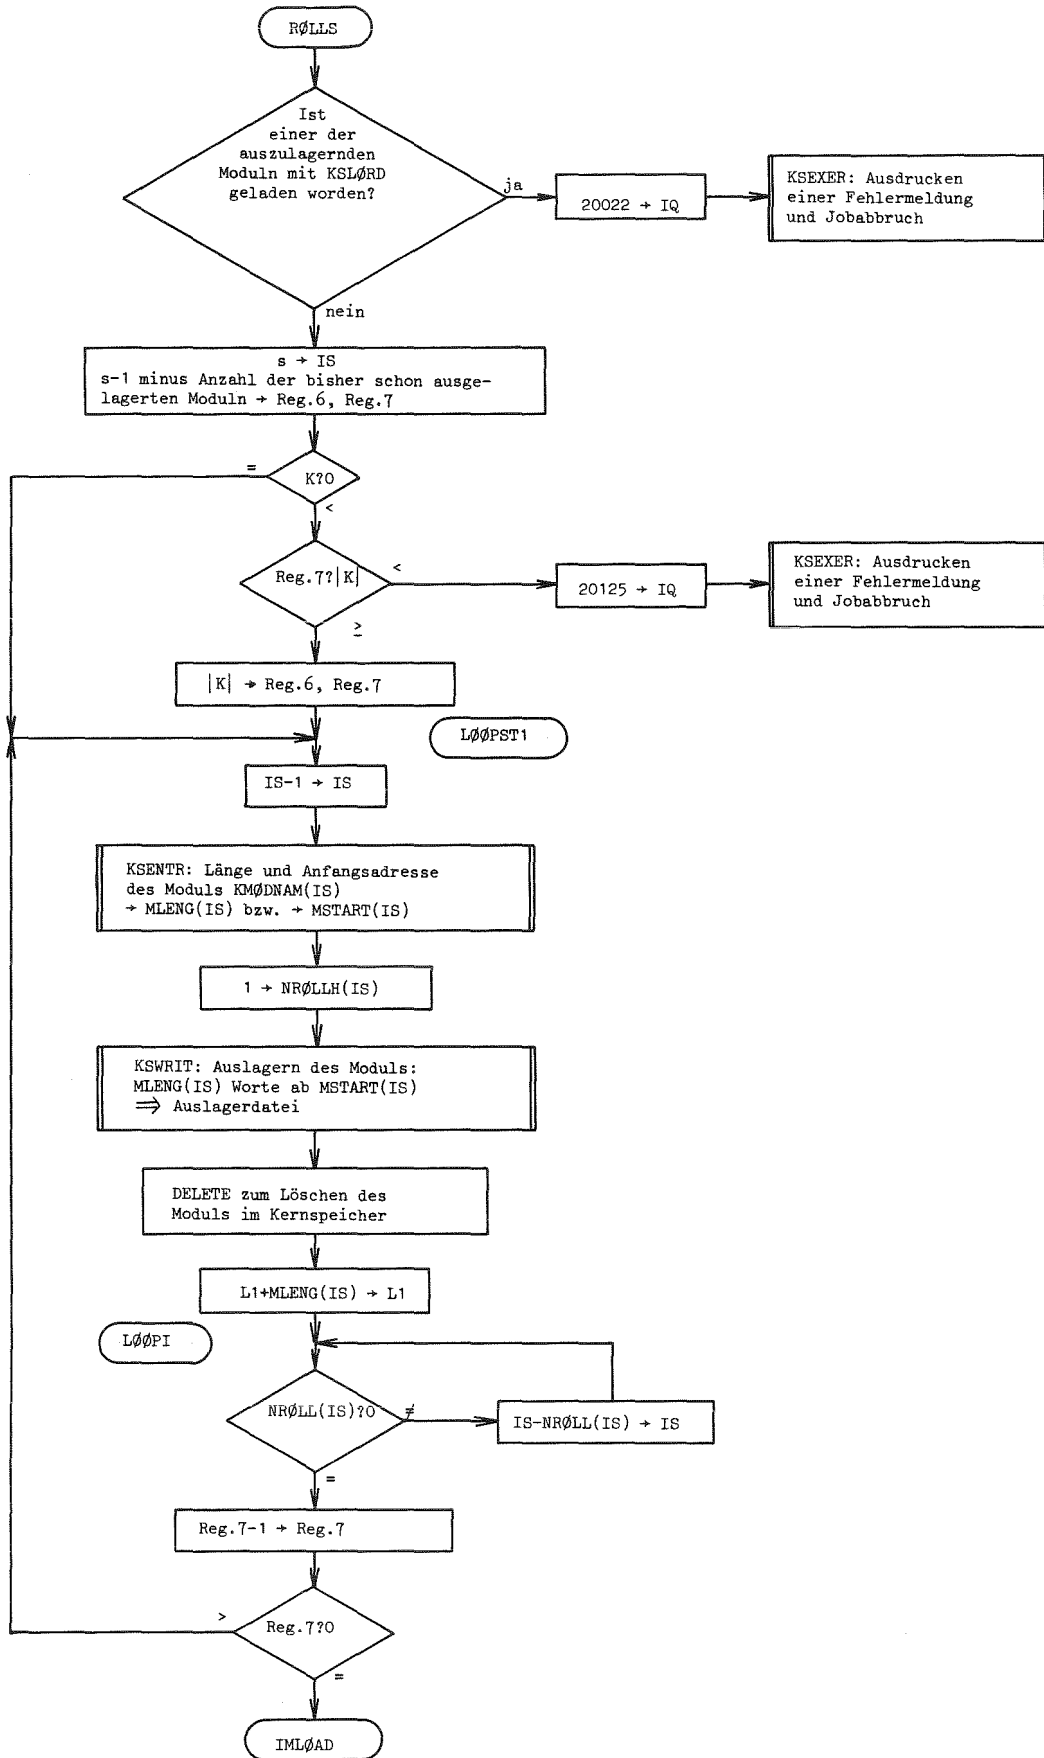 RØLLS
Ist
einer der
auszulagernden
Moduln mit KSLØRD
geladen worden?
ja
20022 → IQ
KSEXER: Ausdrucken
einer Fehlermeldung
und Jobabbruch
nein
s → IS
s-1 minus Anzahl der bisher schon ausge-
lagerten Moduln → Reg.6, Reg.7
=
K?0
<
Reg.7?|K|
<
20125 → IQ
KSEXER: Ausdrucken
einer Fehlermeldung
und Jobabbruch
≥
|K| → Reg.6, Reg.7
LØØPST1
IS-1 → IS
KSENTR: Länge und Anfangsadresse
des Moduls KMØDNAM(IS)
→ MLENG(IS) bzw. → MSTART(IS)
1 → NRØLLH(IS)
KSWRIT: Auslagern des Moduls:
MLENG(IS) Worte ab MSTART(IS)
⇒ Auslagerdatei
DELETE zum Löschen des
Moduls im Kernspeicher
L1+MLENG(IS) → L1
LØØPI
NRØLL(IS)?0
≠
IS-NRØLL(IS) → IS
=
Reg.7-1 → Reg.7
>
Reg.7?0
=
IMLØAD